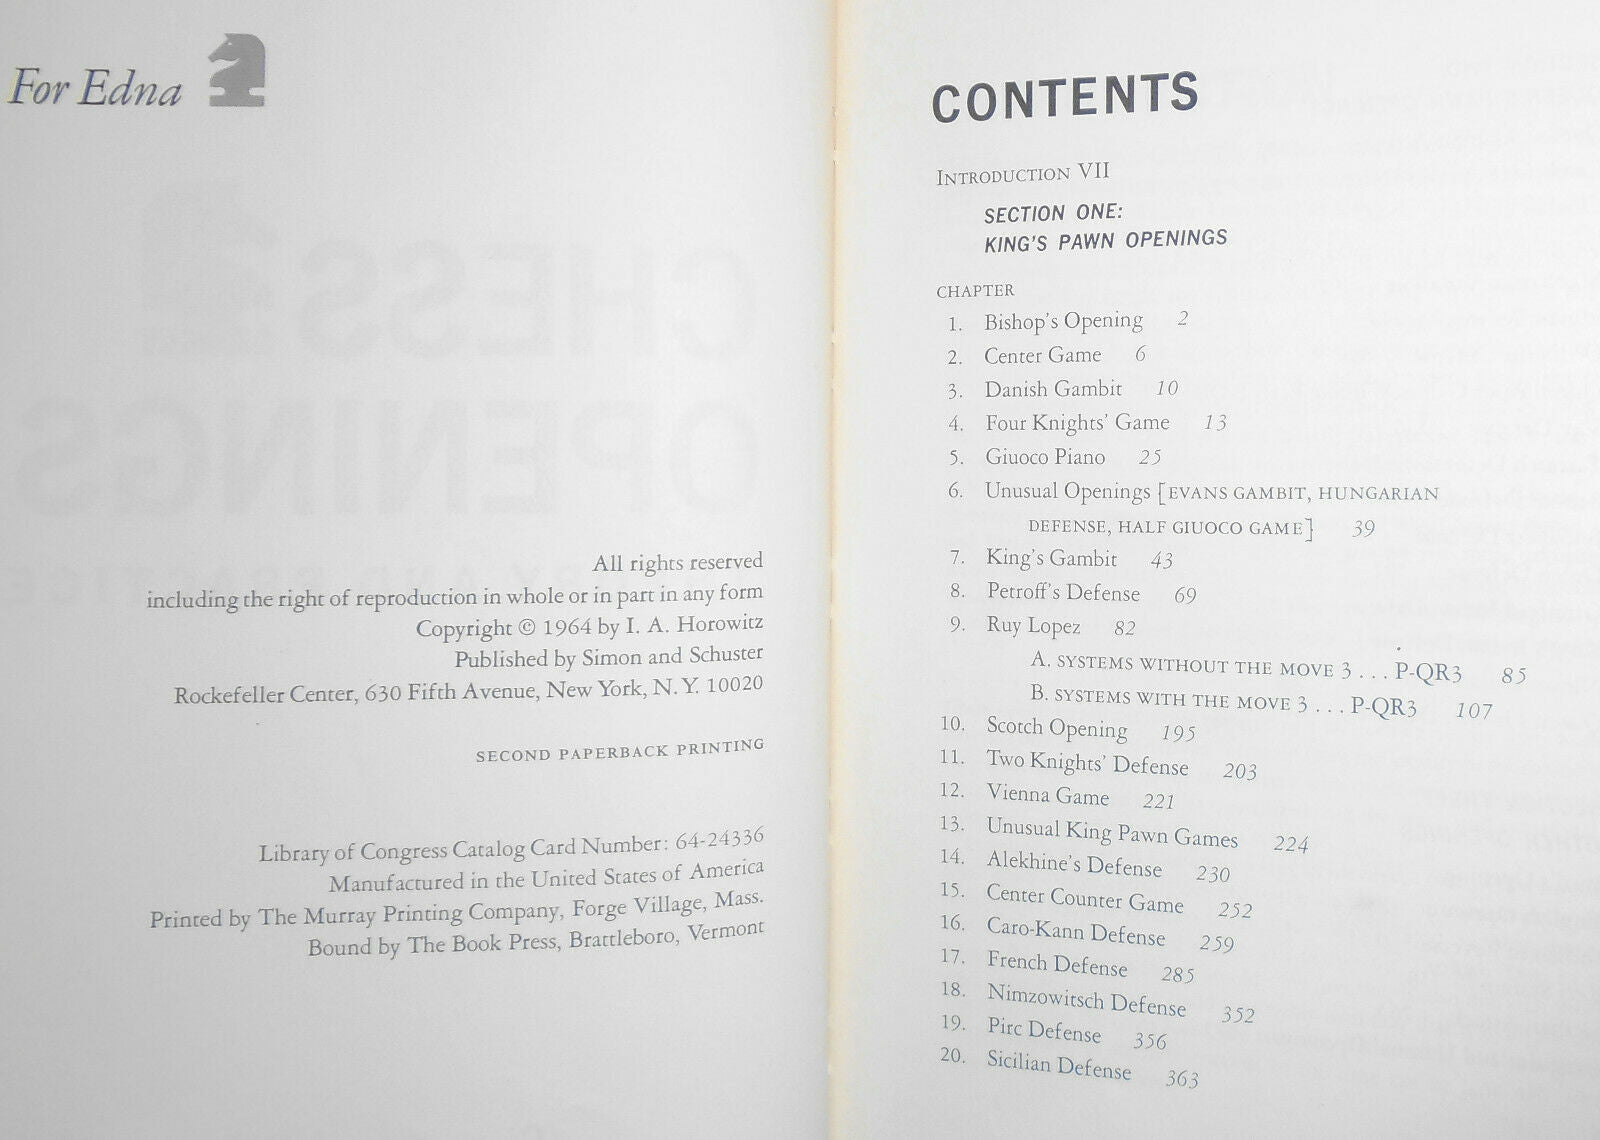 For Edna
All rights reserved
including the right of reproduction in whole or in part in any form
Copyright © 1964 by I. A. Horowitz
Published by Simon and Schuster
Rockefeller Center, 630 Fifth Avenue, New York, N.Y. 10020
SECOND PAPERBACK PRINTING
Library of Congress Catalog Card Number: 64-24336
Manufactured in the United States of America
Printed by The Murray Printing Company, Forge Village, Mass.
Bound by The Book Press, Brattleboro, Vermont
CONTENTS
INTRODUCTION VII
SECTION ONE:
KING'S PAWN OPENINGS
CHAPTER
1. Bishop's Opening 2
2. Center Game 6
3. Danish Gambit 10
4. Four Knights' Game 13
5. Giuoco Piano 25
6. Unusual Openings [EVANS GAMBIT, HUNGARIAN
DEFENSE, HALF GIUOCO GAME] 39
7. King's Gambit 43
8. Petroff's Defense 69
9. Ruy Lopez 82
A. SYSTEMS WITHOUT THE MOVE 3 . . . P-QR3 85
B. SYSTEMS WITH THE MOVE 3 . . . P-QR3 107
10. Scotch Opening 195
11. Two Knights' Defense 203
12. Vienna Game 221
13. Unusual King Pawn Games 224
14. Alekhine's Defense 230
15. Center Counter Game 252
16. Caro-Kann Defense 259
17. French Defense 285
18. Nimzowitsch Defense 352
19. Pirc Defense 356
20. Sicilian Defense 363